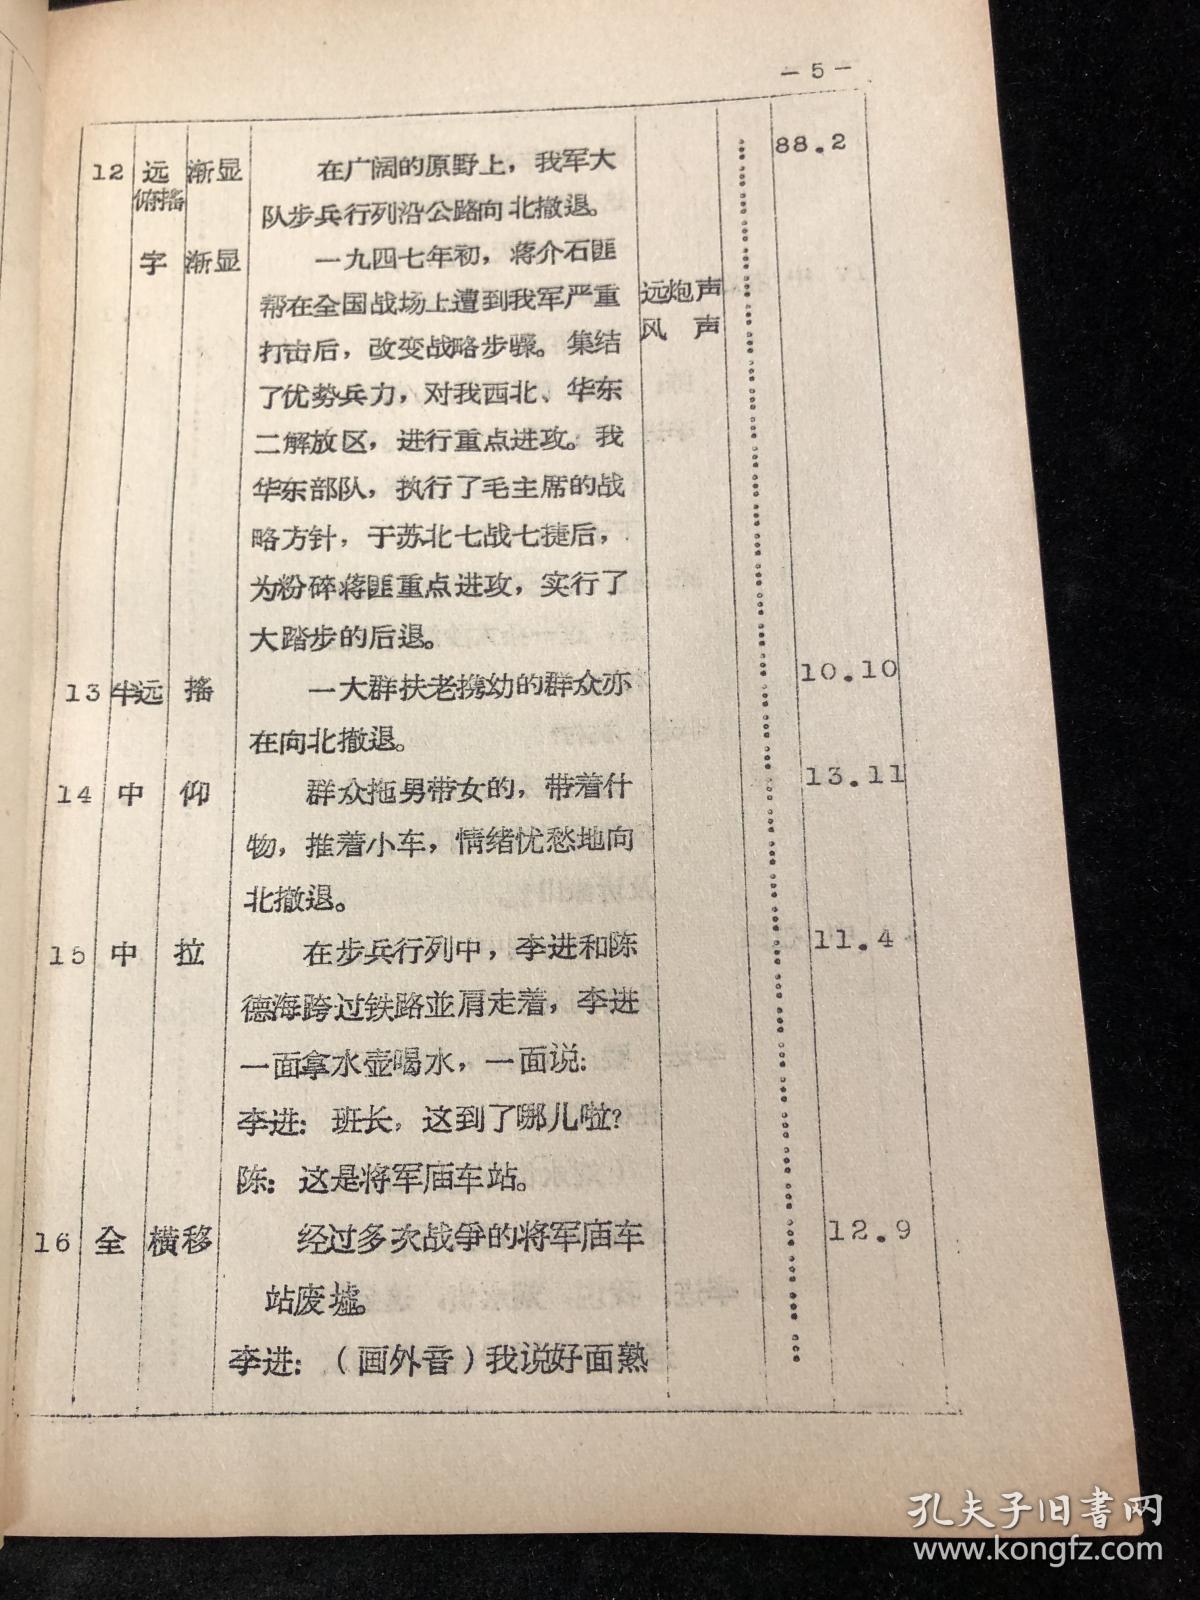 — 5 —
12 远 渐显 在广阔的原野上，我军大 88.2
俯摇 队步兵行列沿公路向北撤退。
字 渐显 一九四七年初，蒋介石匪
帮在全国战场上遭到我军严重 远炮声
打击后，改变战略步骤。集结 风 声
了优势兵力，对我西北、华东
二解放区，进行重点进攻。我
华东部队，执行了毛主席的战
略方针，于苏北七战七捷后，
为粉碎蒋匪重点进攻，实行了
大踏步的后退。
13 半远 摇 一大群扶老携幼的群众亦 10.10
在向北撤退。
14 中 仰 群众拖男带女的，带着什 13.11
物，推着小车，情绪忧愁地向
北撤退。
15 中 拉 在步兵行列中，李进和陈 11.4
德海跨过铁路並肩走着，李进
一面拿水壶喝水，一面说：
李进：班长，这到了哪儿啦？
陈：这是将军庙车站。
16 全 横移 经过多次战争的将军庙车 12.9
站废墟。
李进：（画外音）我说好面熟
孔夫子旧書网
www.kongfz.com